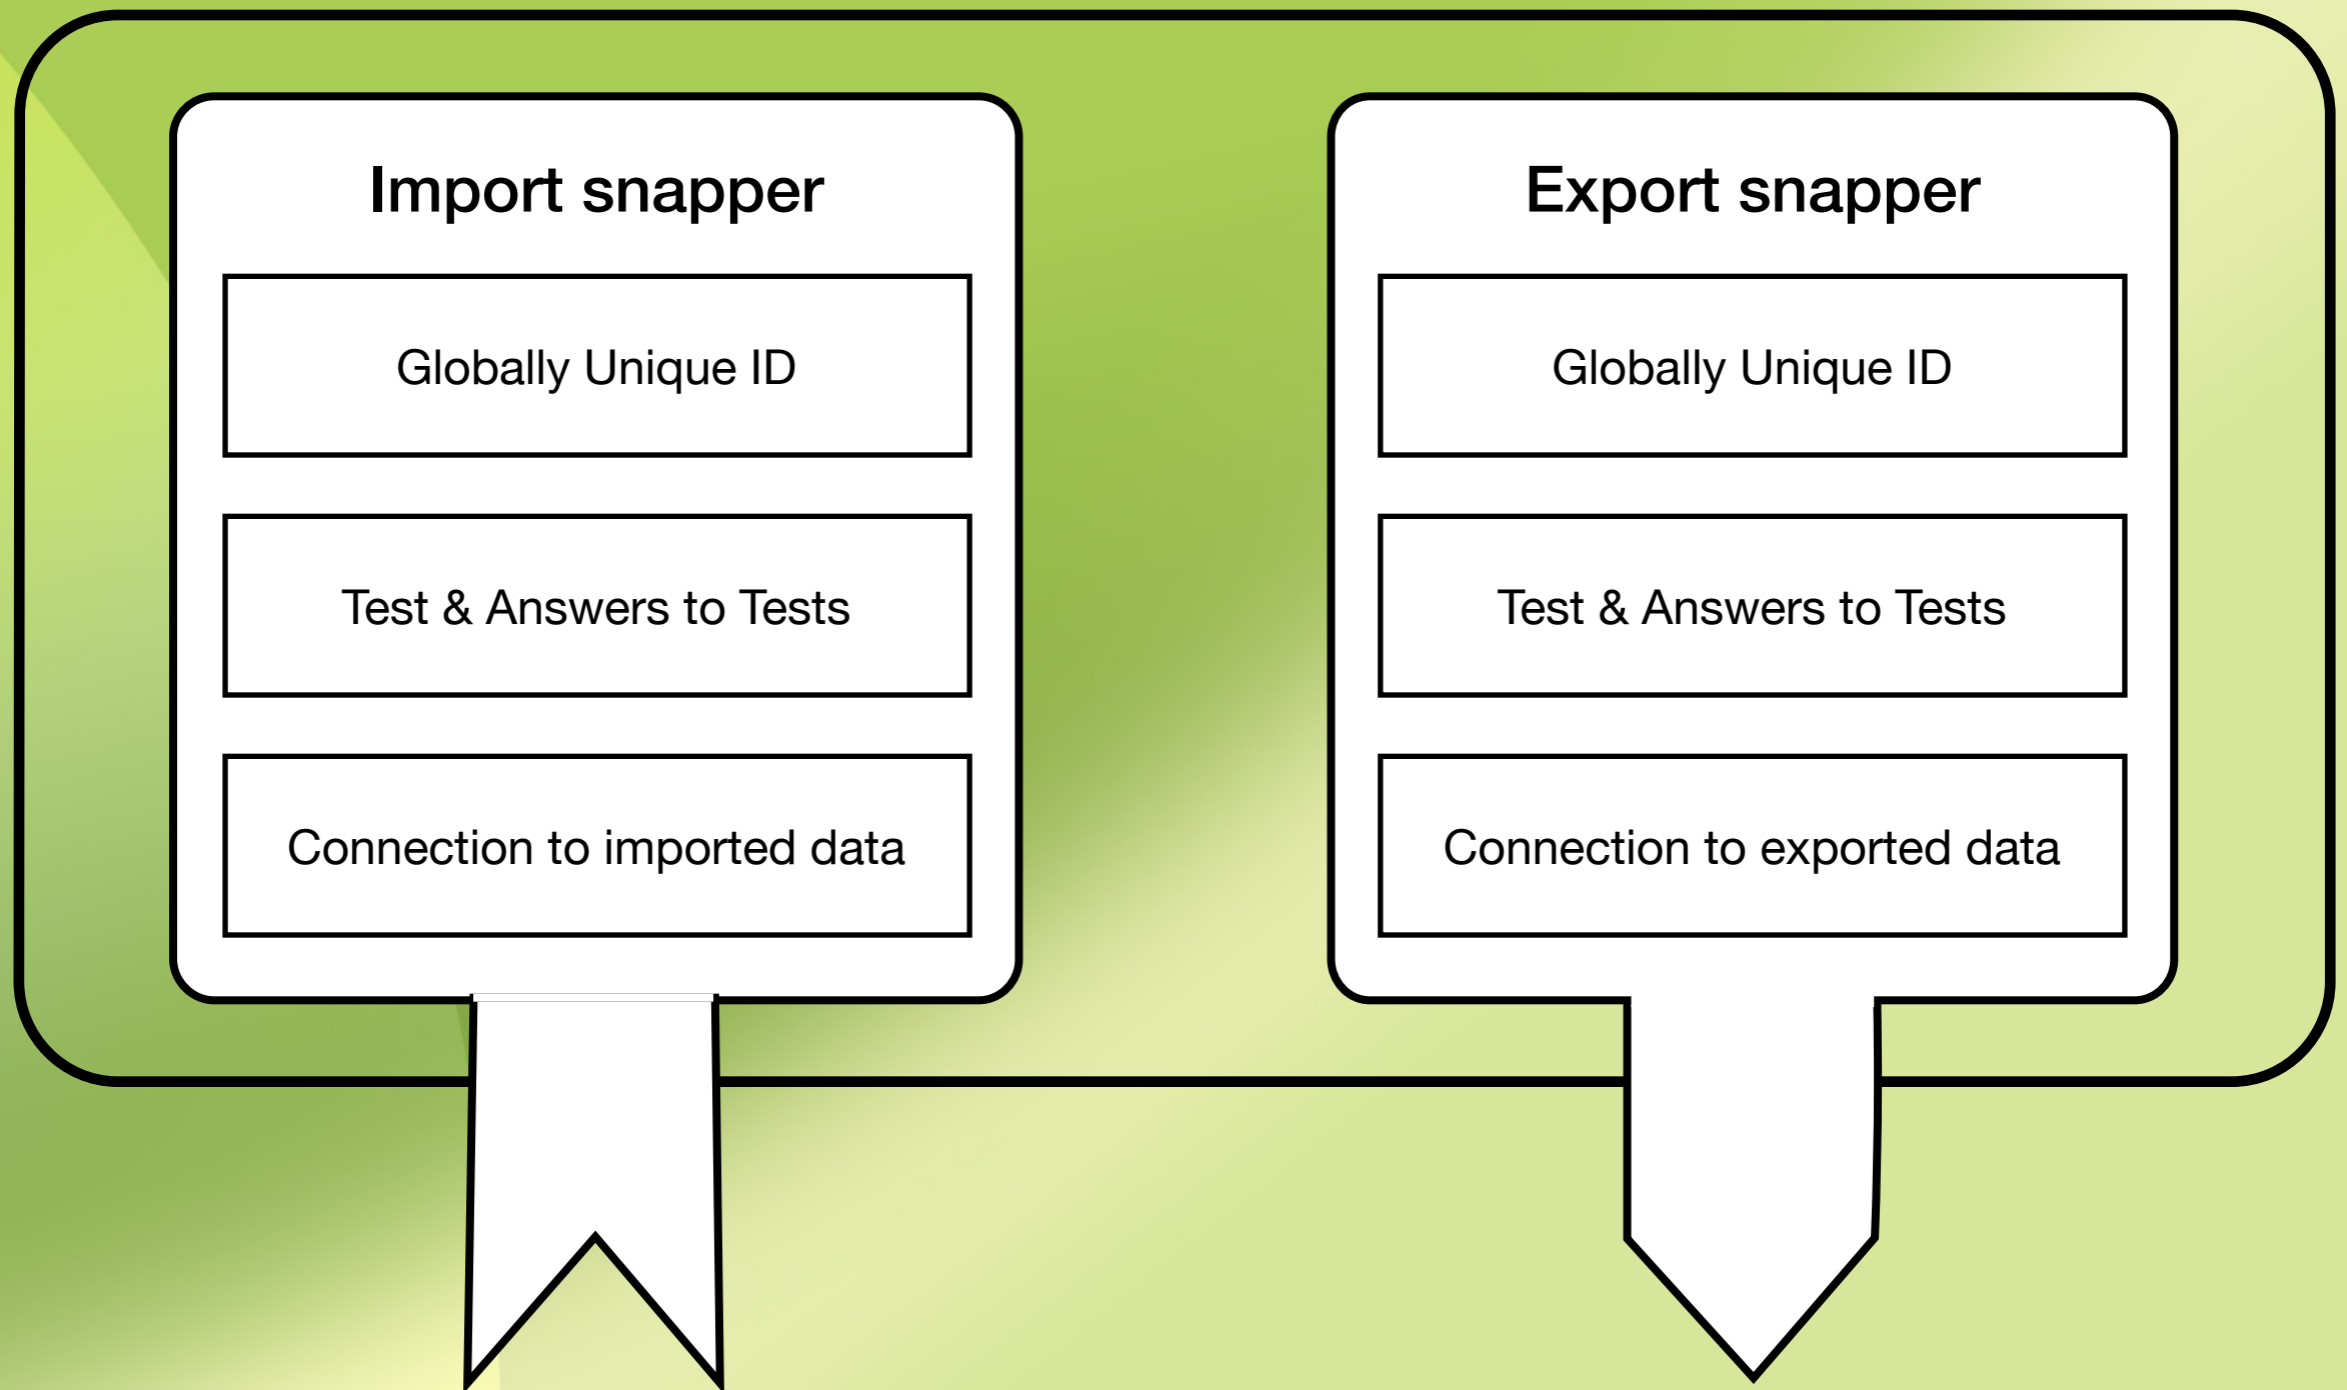 Import snapper
Globally Unique ID
Test & Answers to Tests
Connection to imported data
Export snapper
Globally Unique ID
Test & Answers to Tests
Connection to exported data